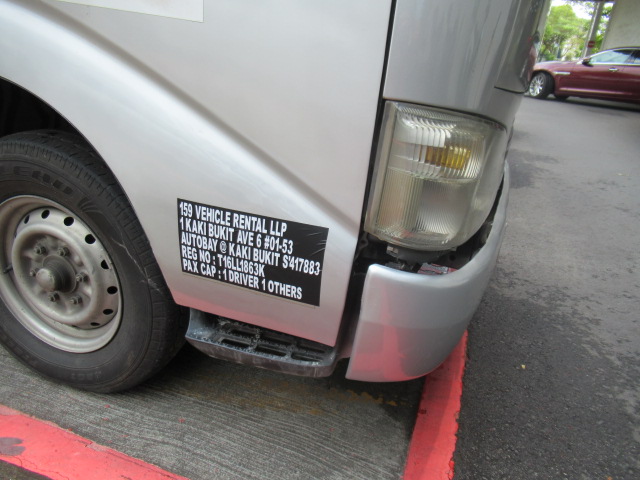 159 VEHICLE RENTAL LLP
1 KAKI BUKIT AVE 6 #01-53
AUTOBAY @ KAKI BUKIT S'417883
REG NO : T16LL1863K
PAX CAP : 1 DRIVER 1 OTHERS